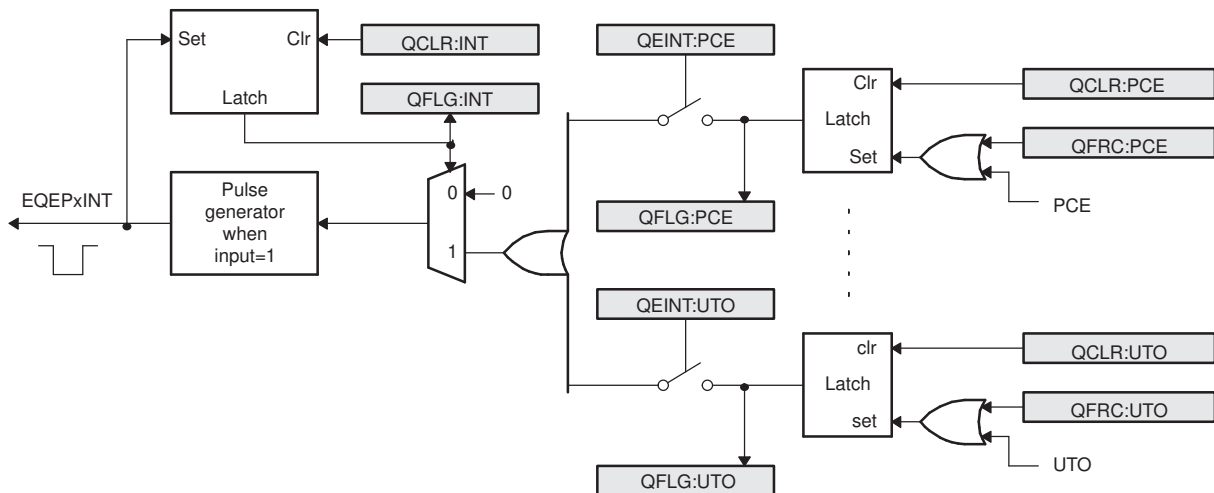 Set
Clr
Latch
QCLR:INT
QFLG:INT
EQEPxINT
Pulse
generator
when
input=1
0
0
1
QEINT:PCE
QFLG:PCE
Clr
Latch
Set
QCLR:PCE
QFRC:PCE
PCE
QEINT:UTO
QFLG:UTO
clr
Latch
set
QCLR:UTO
QFRC:UTO
UTO